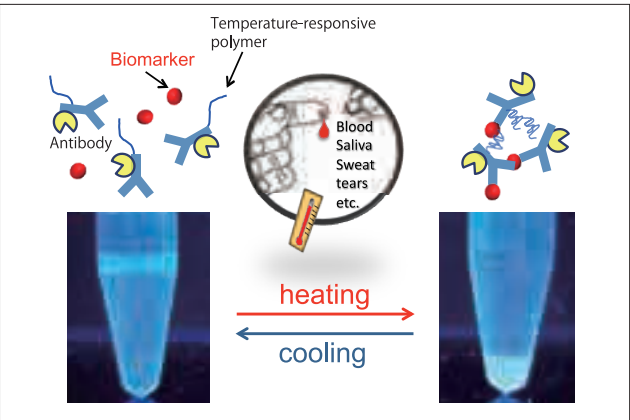 Temperature-responsive
polymer
Biomarker
Antibody
Blood
Saliva
Sweat
tears
etc.
heating
cooling